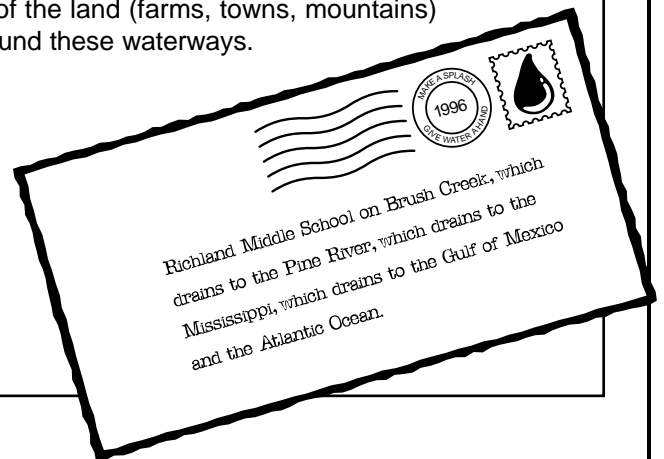 of the land (farms, towns, mountains)
und these waterways.
MAKE A SPLASH
1996
GIVE WATER A HAND
Richland Middle School on Brush Creek, which
drains to the Pine River, which drains to the
Mississippi, which drains to the Gulf of Mexico
and the Atlantic Ocean.